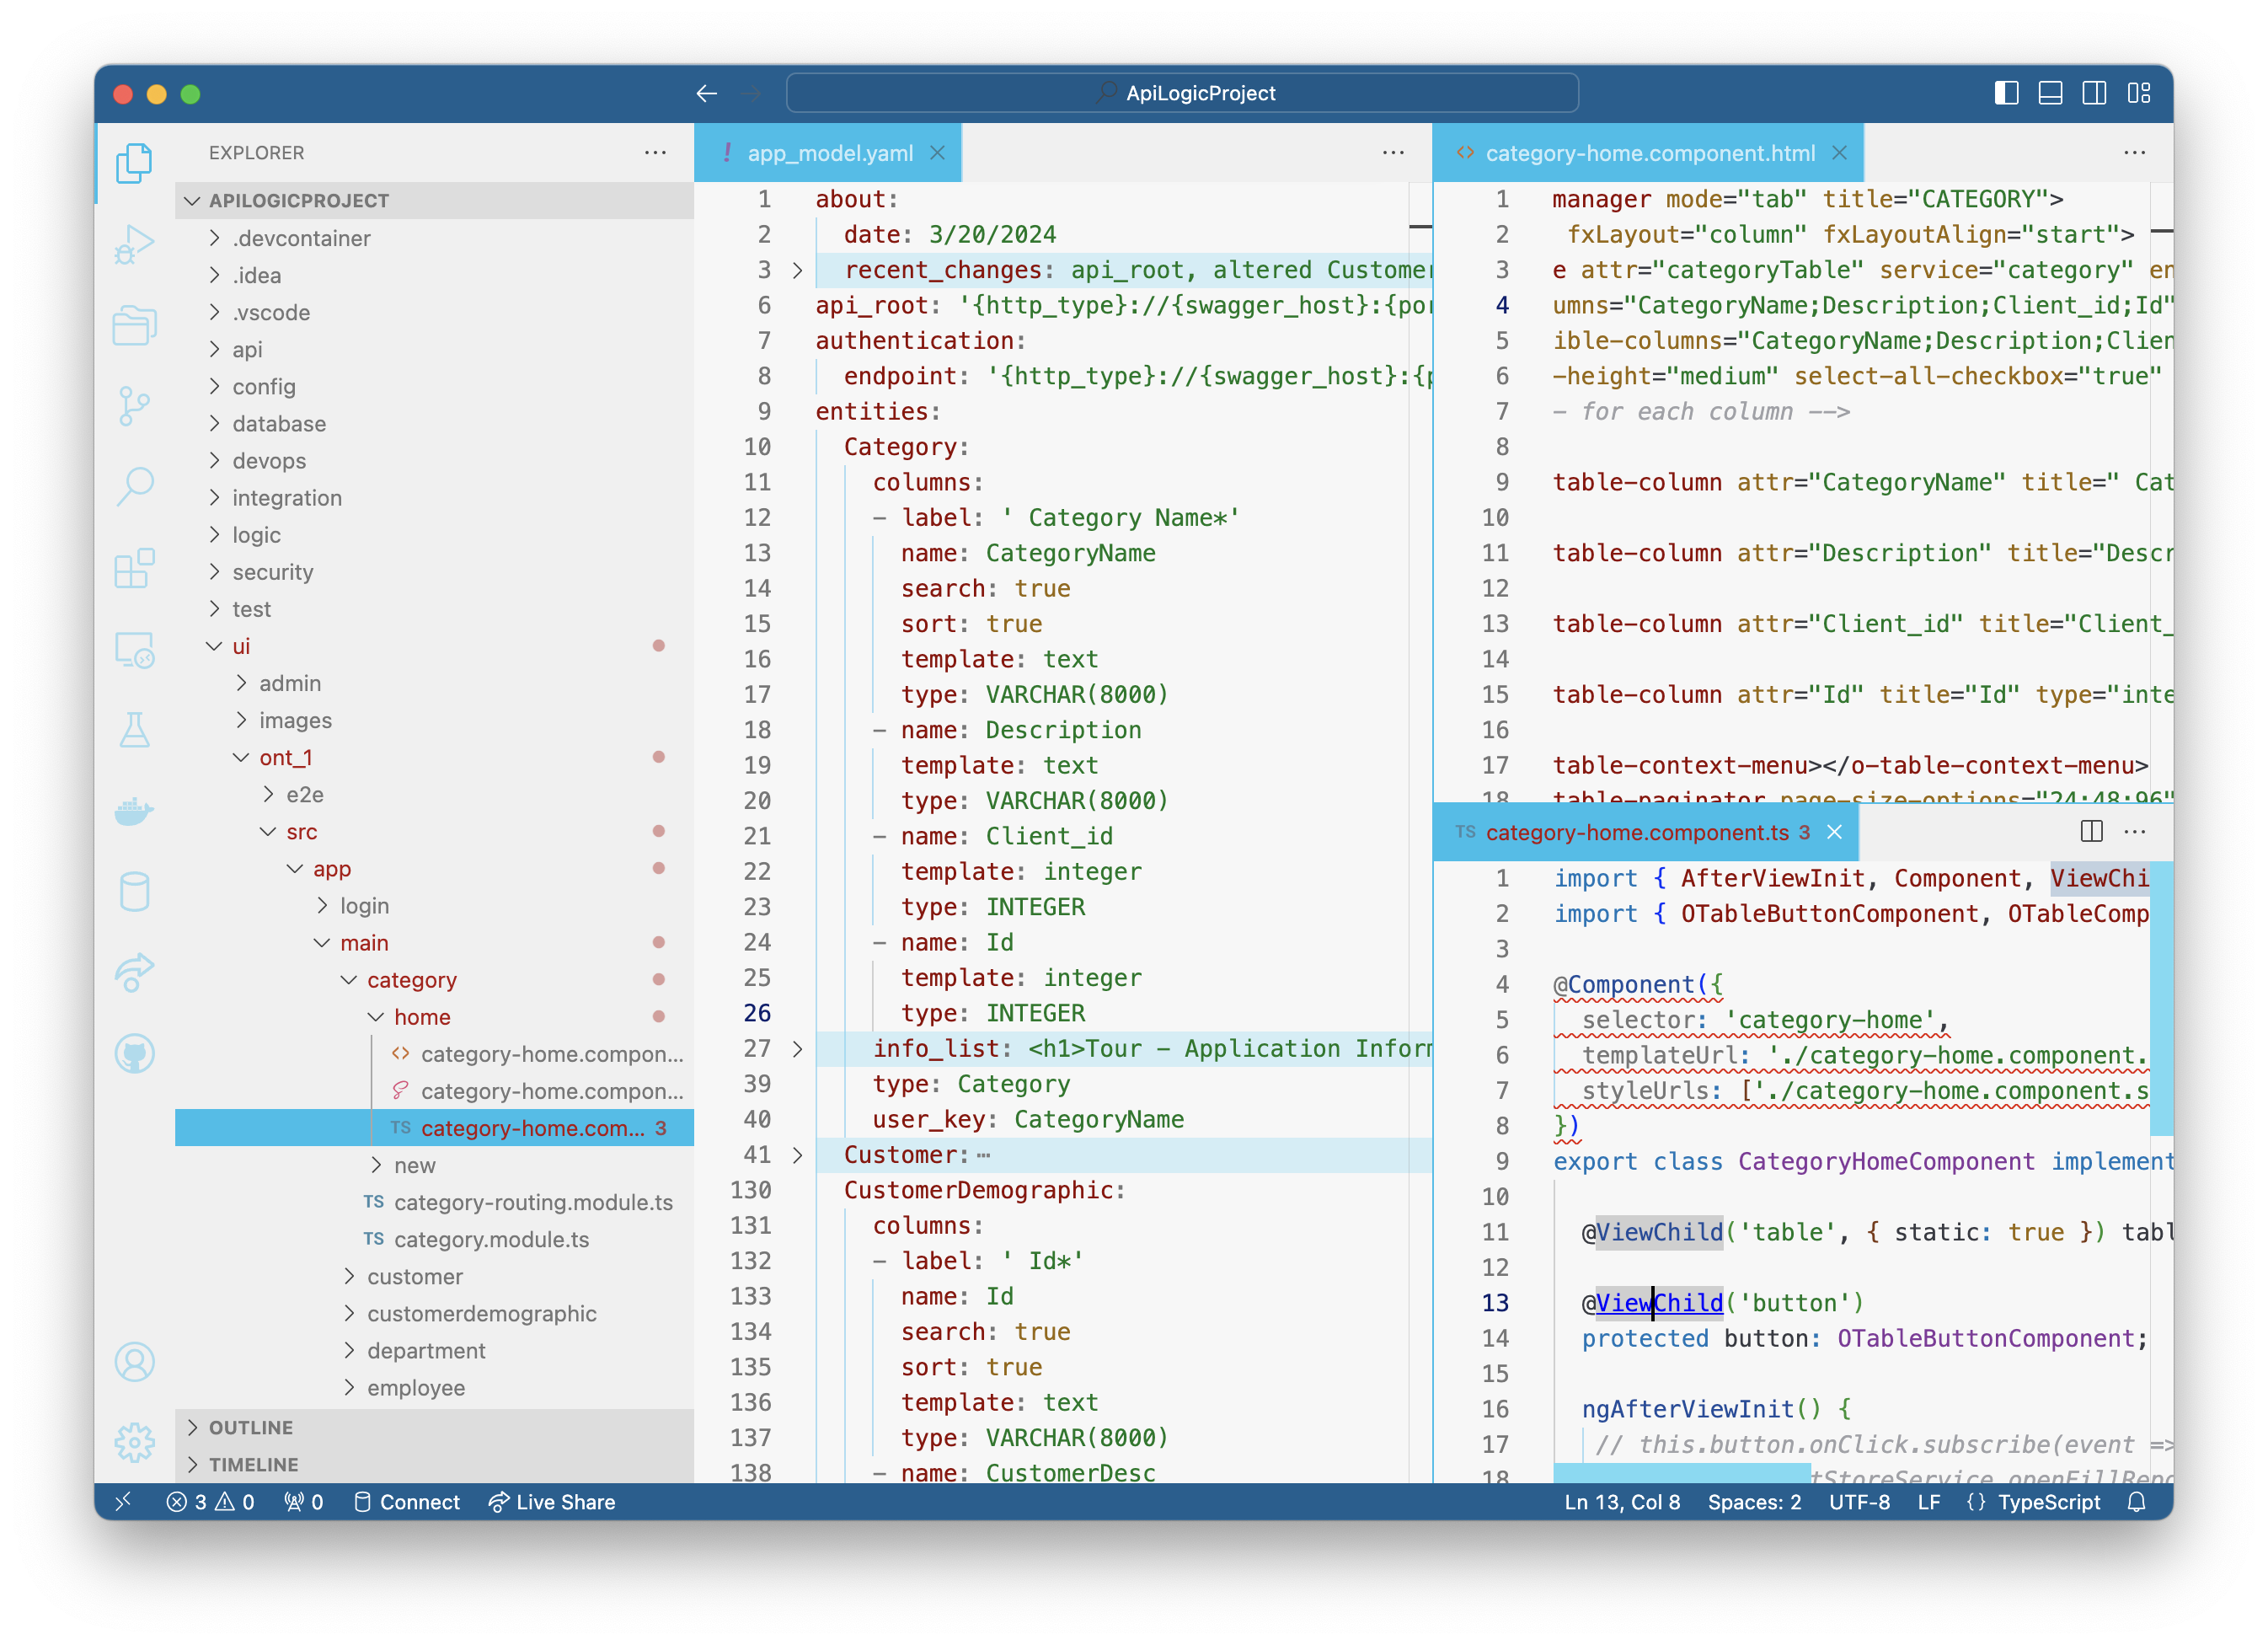 ApiLogicProject
EXPLORER
APILOGICPROJECT
.devcontainer
.idea
.vscode
api
config
database
devops
integration
logic
security
test
ui
admin
images
ont_1
e2e
src
app
login
main
category
home
category-home.compon...
category-home.compon...
TS category-home.com... 3
new
TS category-routing.module.ts
TS category.module.ts
customer
customerdemographic
department
employee
OUTLINE
TIMELINE
! app_model.yaml
1 about:
2 date: 3/20/2024
3 recent_changes: api_root, altered Customer
6 api_root: '{http_type}://{swagger_host}:{por
7 authentication:
8 endpoint: '{http_type}://{swagger_host}:{p
9 entities:
10 Category:
11 columns:
12 - label: ' Category Name*'
13 name: CategoryName
14 search: true
15 sort: true
16 template: text
17 type: VARCHAR(8000)
18 - name: Description
19 template: text
20 type: VARCHAR(8000)
21 - name: Client_id
22 template: integer
23 type: INTEGER
24 - name: Id
25 template: integer
26 type: INTEGER
27 info_list: <h1>Tour - Application Inform
39 type: Category
40 user_key: CategoryName
41 Customer:⋯
130 CustomerDemographic:
131 columns:
132 - label: ' Id*'
133 name: Id
134 search: true
135 sort: true
136 template: text
137 type: VARCHAR(8000)
138 - name: CustomerDesc
<> category-home.component.html
1 manager mode="tab" title="CATEGORY">
2 fxLayout="column" fxLayoutAlign="start">
3 e attr="categoryTable" service="category" en
4 umns="CategoryName;Description;Client_id;Id"
5 ible-columns="CategoryName;Description;Clien
6 -height="medium" select-all-checkbox="true"
7 - for each column -->
8
9 table-column attr="CategoryName" title=" Cat
10
11 table-column attr="Description" title="Descr
12
13 table-column attr="Client_id" title="Client_
14
15 table-column attr="Id" title="Id" type="inte
16
17 table-context-menu></o-table-context-menu>
18 table-paginator page-size-options="24;48;96"
TS category-home.component.ts 3
1 import { AfterViewInit, Component, ViewChi
2 import { OTableButtonComponent, OTableComp
3
4 @Component({
5 selector: 'category-home',
6 templateUrl: './category-home.component.
7 styleUrls: ['./category-home.component.s
8 })
9 export class CategoryHomeComponent implement
10
11 @ViewChild('table', { static: true }) tabl
12
13 @ViewChild('button')
14 protected button: OTableButtonComponent;
15
16 ngAfterViewInit() {
17 // this.button.onClick.subscribe(event =>
18 tStoreService.openFillRepo
3 0 0 Connect Live Share Ln 13, Col 8 Spaces: 2 UTF-8 LF {} TypeScript